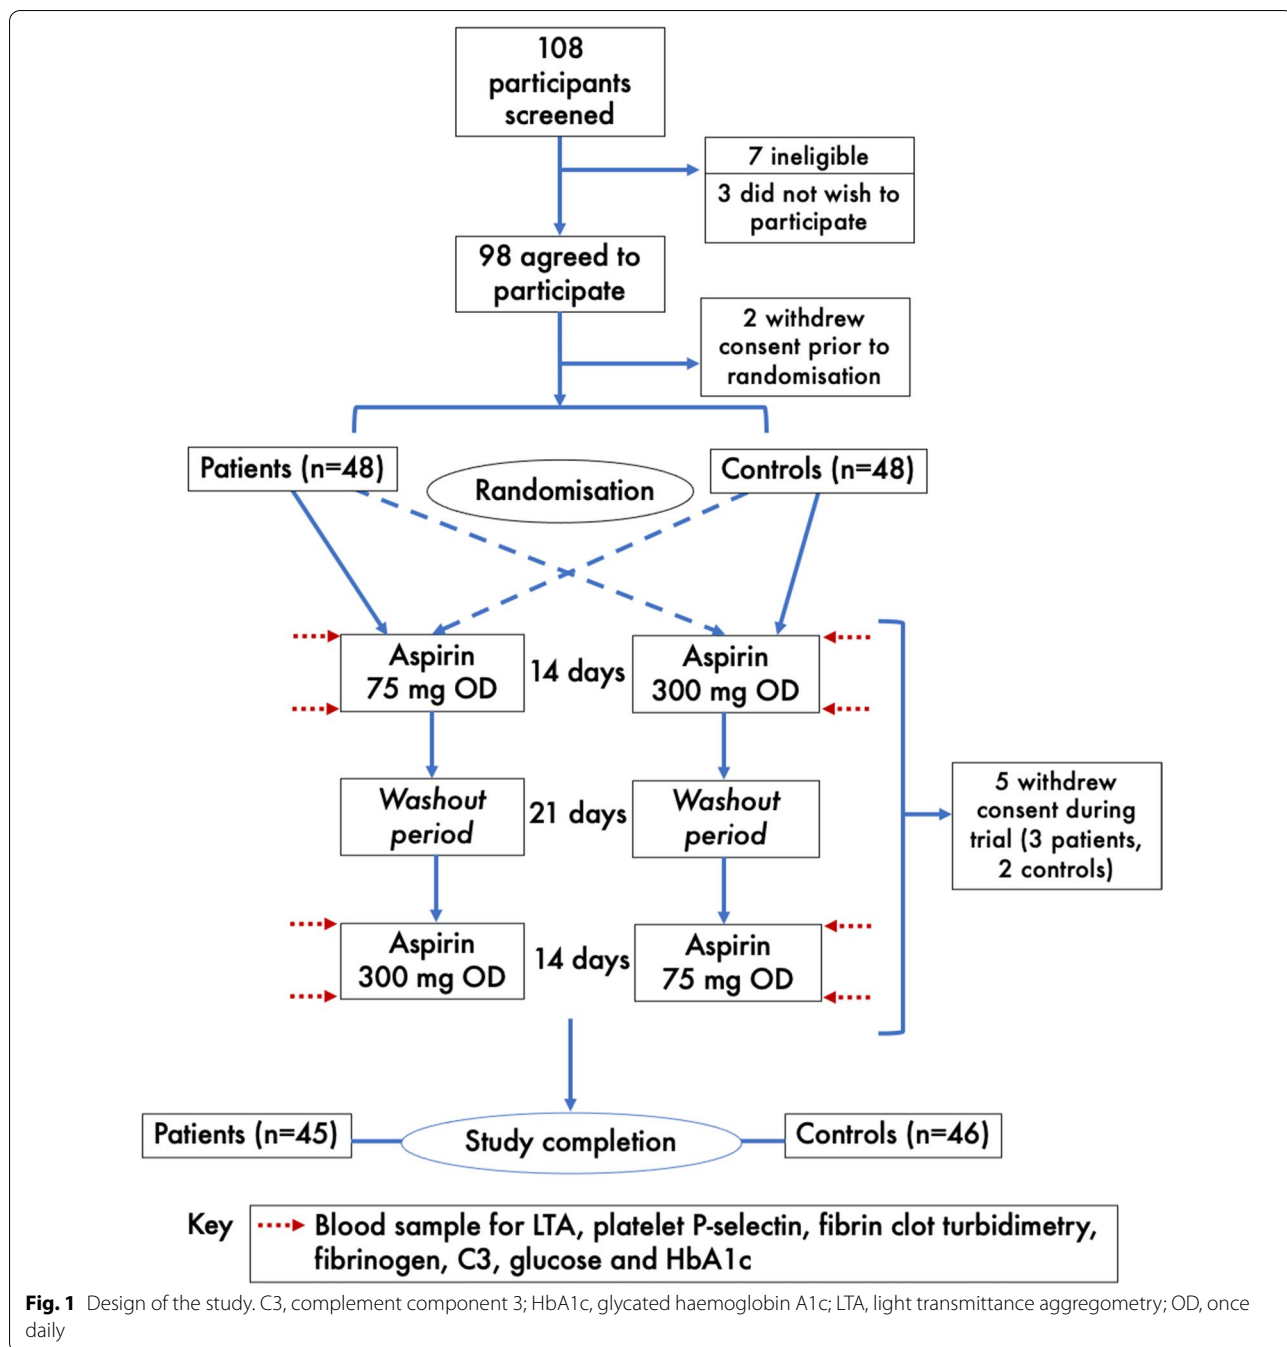 108
participants
screened
7 ineligible
3 did not wish to
participate
98 agreed to
participate
2 withdrew
consent prior to
randomisation
Patients (n=48)
Randomisation
Controls (n=48)
Aspirin
75 mg OD
14 days
Aspirin
300 mg OD
Washout
period
21 days
Washout
period
5 withdrew
consent during
trial (3 patients,
2 controls)
Aspirin
300 mg OD
14 days
Aspirin
75 mg OD
Patients (n=45)
Study completion
Controls (n=46)
Key
Blood sample for LTA, platelet P-selectin, fibrin clot turbidimetry,
fibrinogen, C3, glucose and HbA1c
Fig. 1 Design of the study. C3, complement component 3; HbA1c, glycated haemoglobin A1c; LTA, light transmittance aggregometry; OD, once
daily